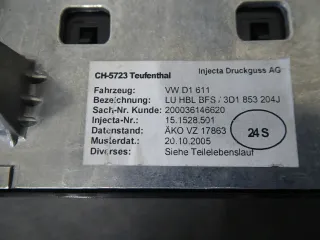 CH-5723 Teufenthal Injecta Druckguss AG
Fahrzeug: VW D1 611
Bezeichnung: LU HBL BFS / 3D1 853 204J
Sach-Nr. Kunde: 200036146620
Injecta-Nr.: 15.1528.501
Datenstand: ÄKO VZ 17863
Musterdat.: 20.10.2005
Diverses: Siehe Teilelebenslauf
24 S